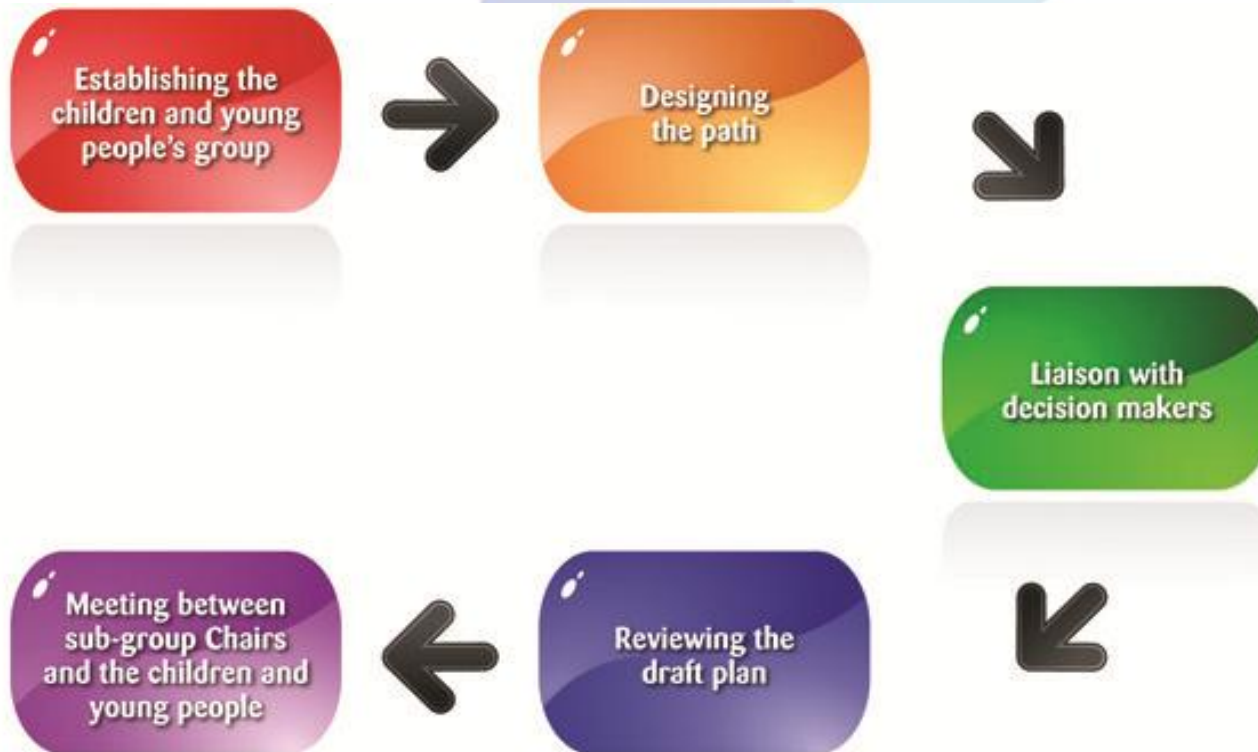 Establishing the
children and young
people's group
Designing
the path
Liaison with
decision makers
Reviewing the
draft plan
Meeting between
sub-group Chairs
and the children and
young people